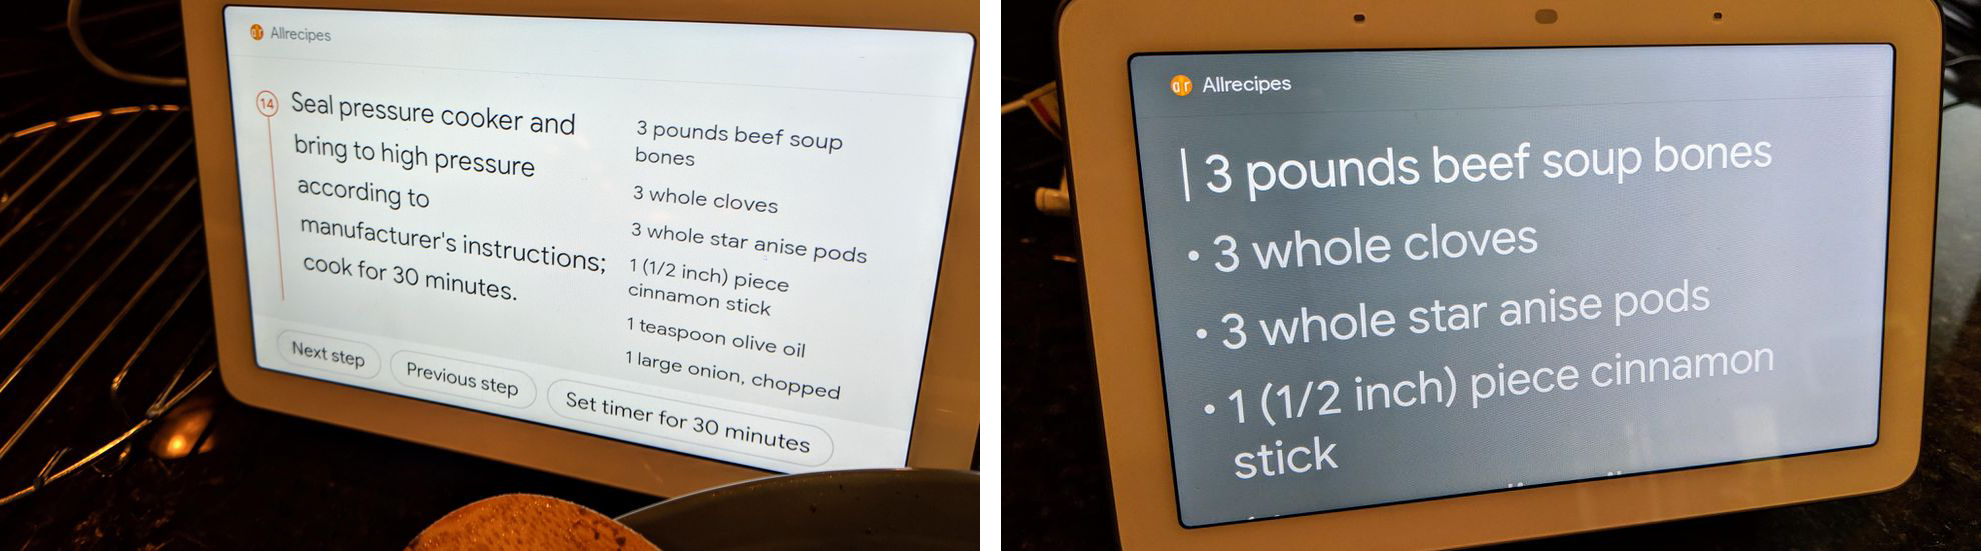 ar Allrecipes
14 Seal pressure cooker and
bring to high pressure
according to
manufacturer's instructions;
cook for 30 minutes.
3 pounds beef soup
bones
3 whole cloves
3 whole star anise pods
1 (1/2 inch) piece
cinnamon stick
1 teaspoon olive oil
1 large onion, chopped
Next step
Previous step
Set timer for 30 minutes
ar Allrecipes
3 pounds beef soup bones
• 3 whole cloves
• 3 whole star anise pods
• 1 (1/2 inch) piece cinnamon
stick